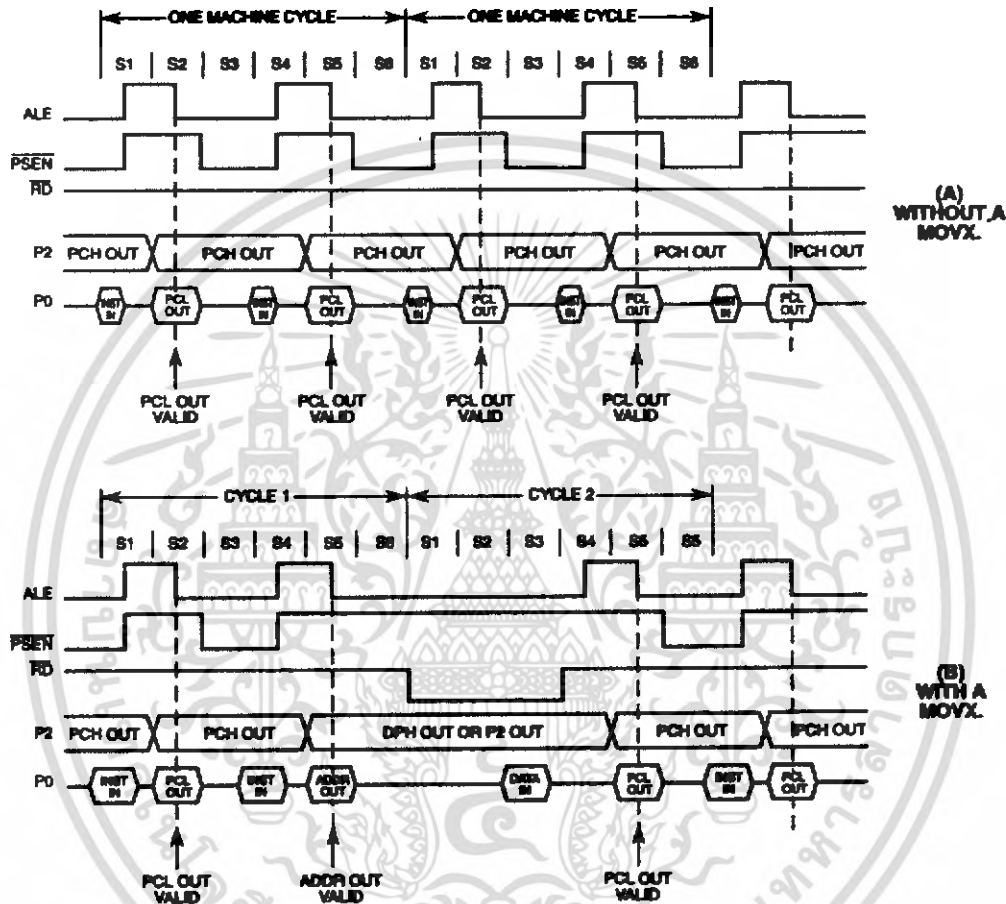 ONE MACHINE CYCLE ONE MACHINE CYCLE
S1 S2 S3 S4 S5 S6 S1 S2 S3 S4 S5 S6
ALE
PSEN
RD
(A)
WITHOUT A
MOVX.
P2 PCH OUT PCH OUT PCH OUT PCH OUT PCH OUT PCH OUT
P0 INST IN PCL OUT INST IN PCL OUT INST IN PCL OUT INST IN PCL OUT INST IN PCL OUT
PCL OUT VALID PCL OUT VALID PCL OUT VALID PCL OUT VALID
CYCLE 1 CYCLE 2
S1 S2 S3 S4 S5 S6 S1 S2 S3 S4 S5 S5
ALE
PSEN
RD
(B)
WITH A
MOVX.
P2 PCH OUT PCH OUT DPH OUT OR P2 OUT PCH OUT PCH OUT
P0 INST IN PCL OUT INST IN ADDR OUT DATA IN PCL OUT INST IN PCL OUT
PCL OUT VALID ADDR OUT VALID PCL OUT VALID